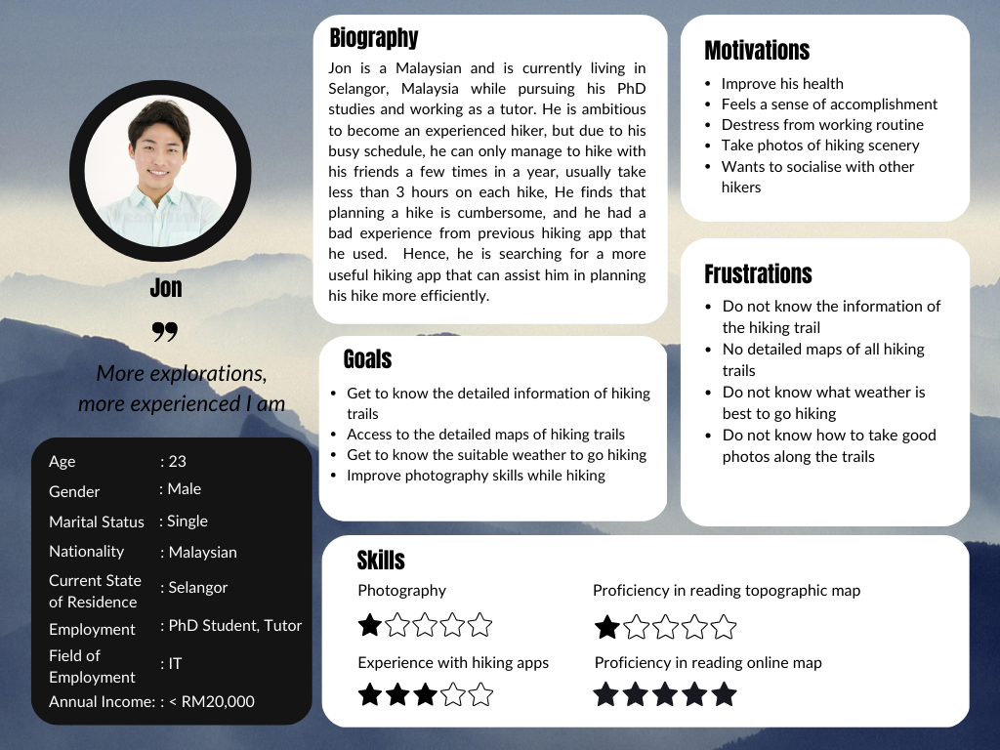 Jon
❞
More explorations,
more experienced I am
Age : 23
Gender : Male
Marital Status : Single
Nationality : Malaysian
Current State
of Residence : Selangor
Employment : PhD Student, Tutor
Field of
Employment : IT
Annual Income: : < RM20,000
Biography
Jon is a Malaysian and is currently living in
Selangor, Malaysia while pursuing his PhD
studies and working as a tutor. He is ambitious
to become an experienced hiker, but due to his
busy schedule, he can only manage to hike with
his friends a few times in a year, usually take
less than 3 hours on each hike, He finds that
planning a hike is cumbersome, and he had a
bad experience from previous hiking app that
he used. Hence, he is searching for a more
useful hiking app that can assist him in planning
his hike more efficiently.
Goals
• Get to know the detailed information of hiking
trails
• Access to the detailed maps of hiking trails
• Get to know the suitable weather to go hiking
• Improve photography skills while hiking
Motivations
• Improve his health
• Feels a sense of accomplishment
• Destress from working routine
• Take photos of hiking scenery
• Wants to socialise with other
hikers
Frustrations
• Do not know the information of
the hiking trail
• No detailed maps of all hiking
trails
• Do not know what weather is
best to go hiking
• Do not know how to take good
photos along the trails
Skills
Photography
★☆☆☆☆
Proficiency in reading topographic map
★☆☆☆☆
Experience with hiking apps
★★★☆☆
Proficiency in reading online map
★★★★★